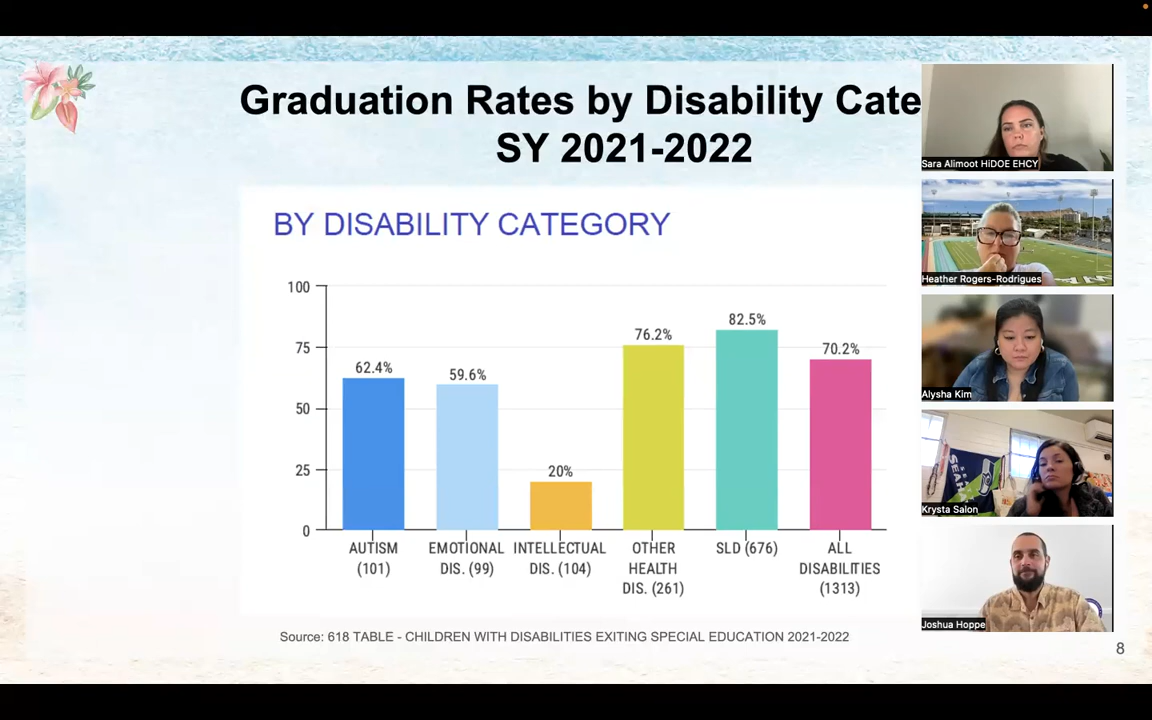 Graduation Rates by Disability Cate
SY 2021-2022
BY DISABILITY CATEGORY
100
75
50
25
0
62.4%
59.6%
20%
76.2%
82.5%
70.2%
AUTISM
(101)
EMOTIONAL
DIS. (99)
INTELLECTUAL
DIS. (104)
OTHER
HEALTH
DIS. (261)
SLD (676)
ALL
DISABILITIES
(1313)
Source: 618 TABLE - CHILDREN WITH DISABILITIES EXITING SPECIAL EDUCATION 2021-2022
8
Sara Alimoot HiDOE EHCY
Heather Rogers-Rodrigues
Alysha Kim
SEAH
Krysta Salon
Joshua Hoppe